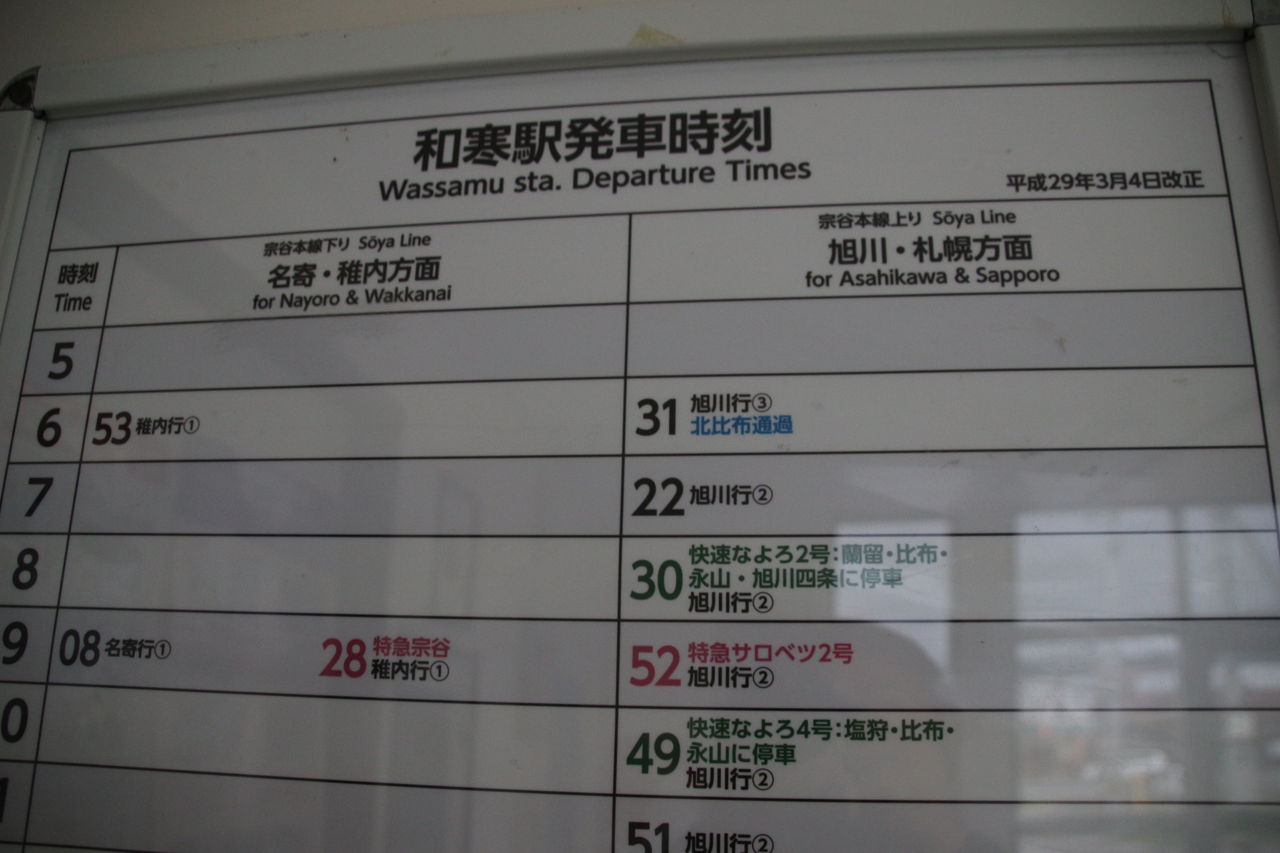 和寒駅発車時刻
Wassamu sta. Departure Times
平成29年3月4日改正
時刻
Time
宗谷本線下り Sōya Line
名寄・稚内方面
for Nayoro & Wakkanai
宗谷本線上り Sōya Line
旭川・札幌方面
for Asahikawa & Sapporo
5
6
53 稚内行①
31 旭川行③
北比布通過
7
22 旭川行②
8
30 快速なよろ2号:蘭留・比布・
永山・旭川四条に停車
旭川行②
9
08 名寄行①
28 特急宗谷
稚内行①
52 特急サロベツ2号
旭川行②
0
49 快速なよろ4号:塩狩・比布・
永山に停車
旭川行②
1
51 旭川行②